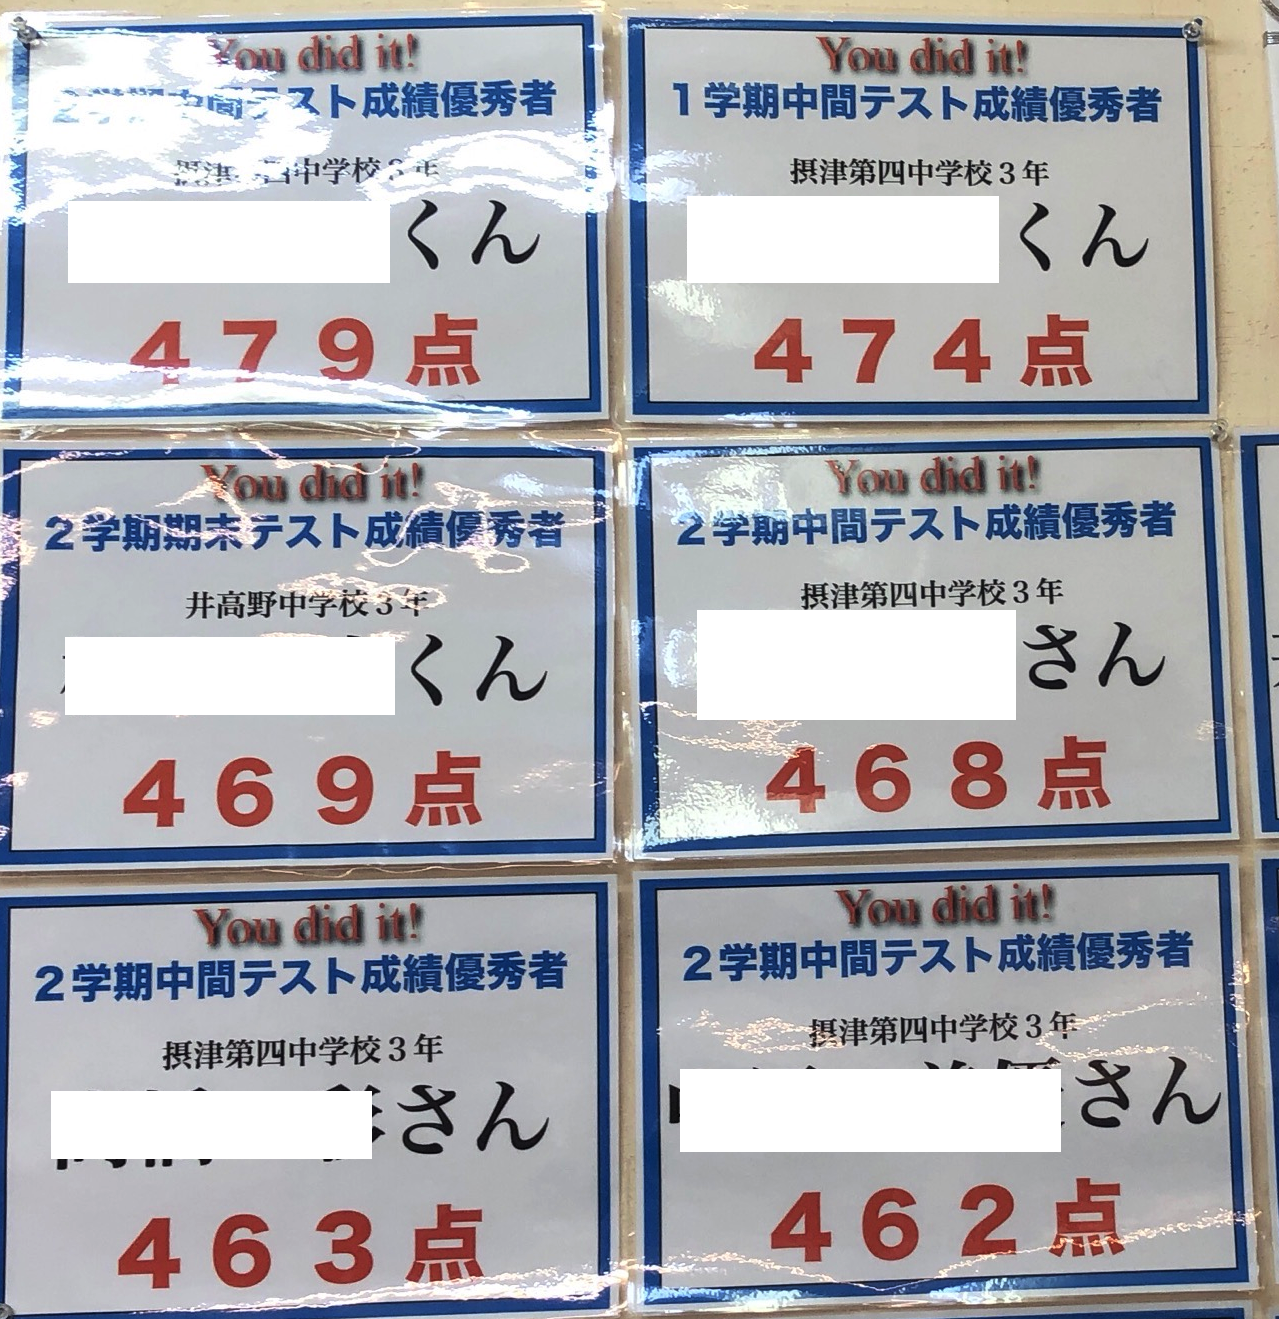 You did it!
2学期中間テスト成績優秀者
摂津第四中学校3年
くん
479点
You did it!
1学期中間テスト成績優秀者
摂津第四中学校3年
くん
474点
You did it!
2学期期末テスト成績優秀者
井高野中学校3年
くん
469点
You did it!
2学期中間テスト成績優秀者
摂津第四中学校3年
さん
468点
You did it!
2学期中間テスト成績優秀者
摂津第四中学校3年
さん
463点
You did it!
2学期中間テスト成績優秀者
摂津第四中学校3年
さん
462点